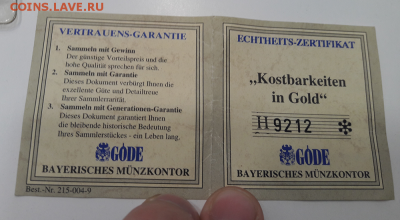 coins.lave.ru
VERTRAUENS-GARANTIE
1. Sammeln mit Gewinn
Der günstige Vorteilspreis und die
hohe Qualität sprechen für sich.
2. Sammeln mit Garantie
Dieses Dokument verbürgt Ihnen die
exzellente Güte und Detailtreue
Ihrer Sammlerrarität.
3. Sammeln mit Generationen-Garantie
Dieses Dokument garantiert Ihnen
die bleibende historische Bedeutung
Ihres Sammlerstückes - ein Leben lang.
GÖDE
BAYERISCHES MÜNZKONTOR
Best.-Nr. 215-004-9
ECHTHEITS-ZERTIFIKAT
„Kostbarkeiten
in Gold“
H 9212 *
GÖDE
BAYERISCHES MÜNZKONTOR